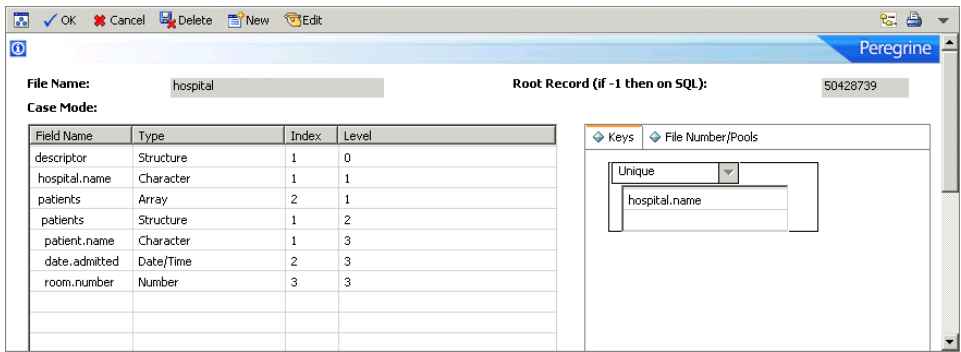 OK Cancel Delete New Edit
Peregrine
File Name: hospital Root Record (if -1 then on SQL): 50428739
Case Mode:
Field Name Type Index Level
descriptor Structure 1 0
hospital.name Character 1 1
patients Array 2 1
patients Structure 1 2
patient.name Character 1 3
date.admitted Date/Time 2 3
room.number Number 3 3
Keys File Number/Pools
Unique
hospital.name